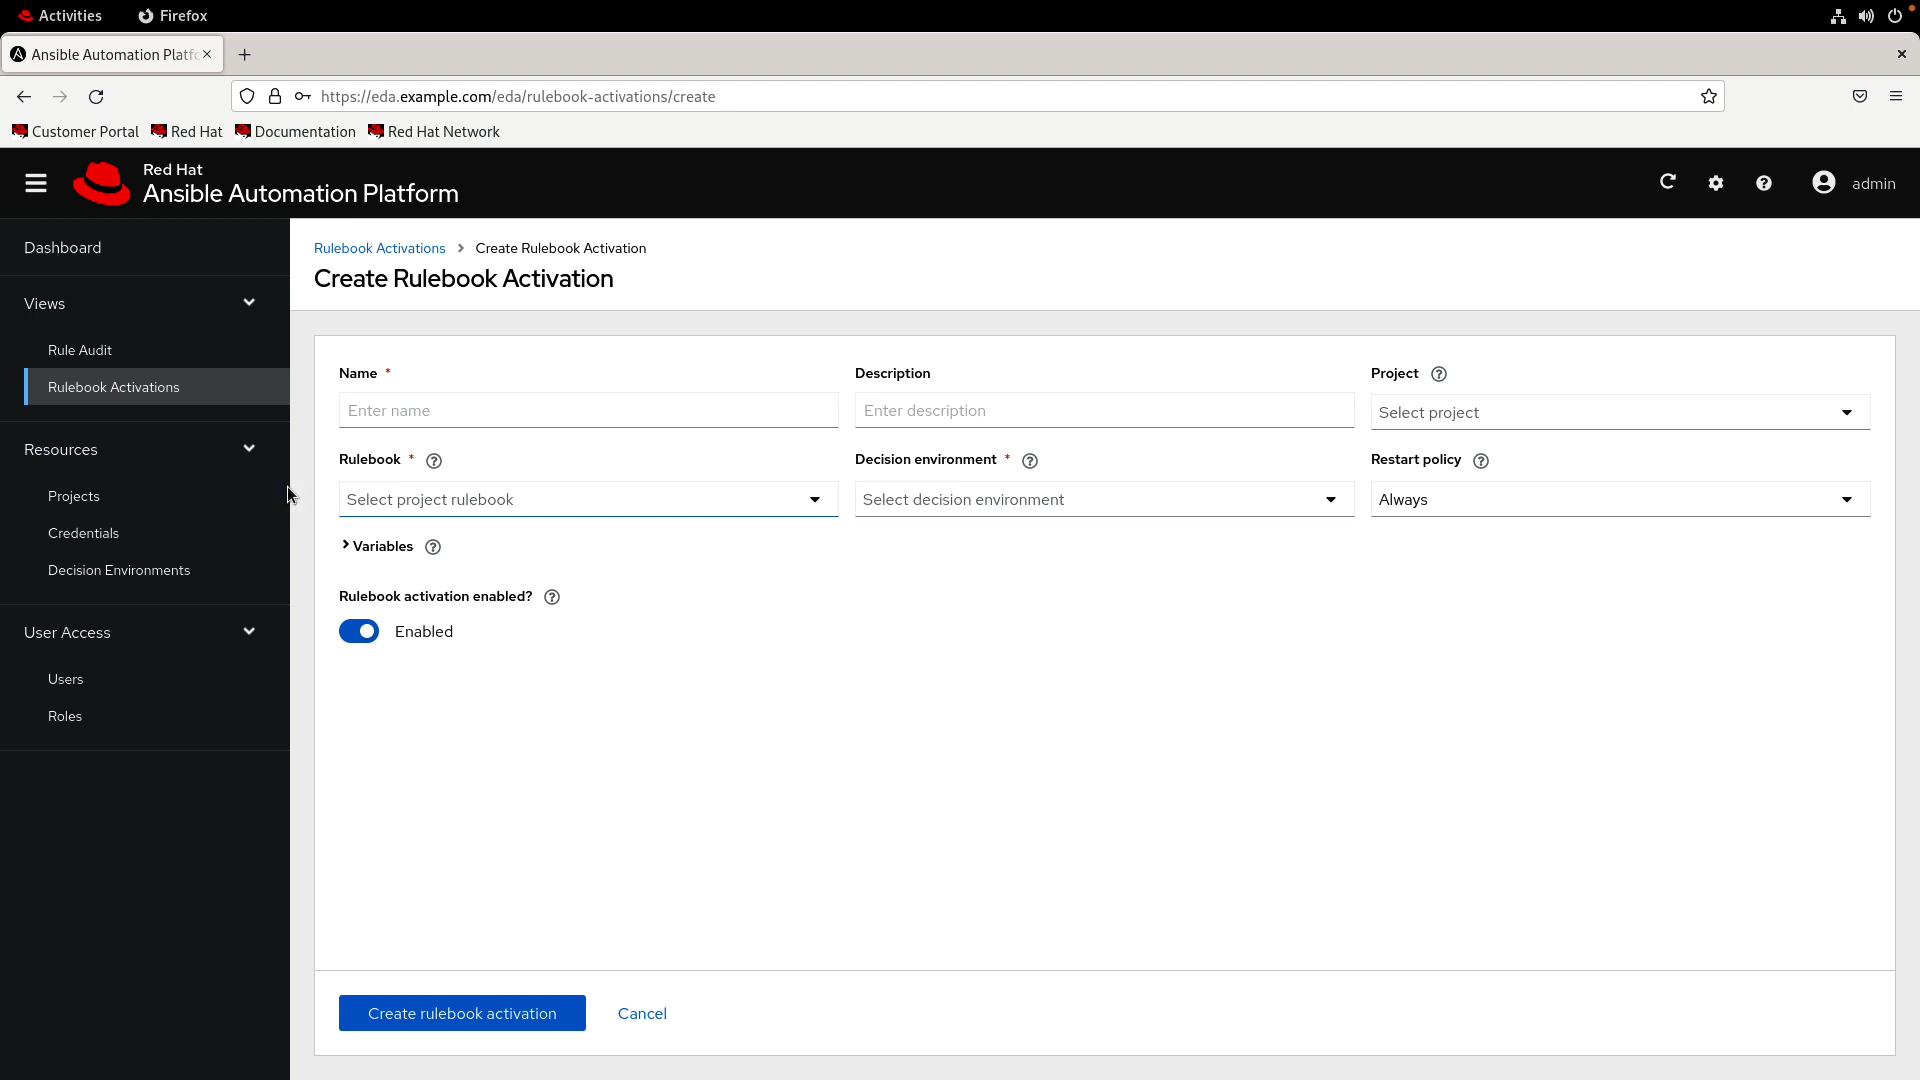 Activities
Firefox
Ansible Automation Platf
https://eda.example.com/eda/rulebook-activations/create
Customer Portal
Red Hat
Documentation
Red Hat Network
Red Hat
Ansible Automation Platform
admin
Dashboard
Views
Rule Audit
Rulebook Activations
Resources
Projects
Credentials
Decision Environments
User Access
Users
Roles
Rulebook Activations > Create Rulebook Activation
Create Rulebook Activation
Name *
Enter name
Description
Enter description
Project
Select project
Rulebook *
Select project rulebook
Decision environment *
Select decision environment
Restart policy
Always
Variables
Rulebook activation enabled?
Enabled
Create rulebook activation
Cancel